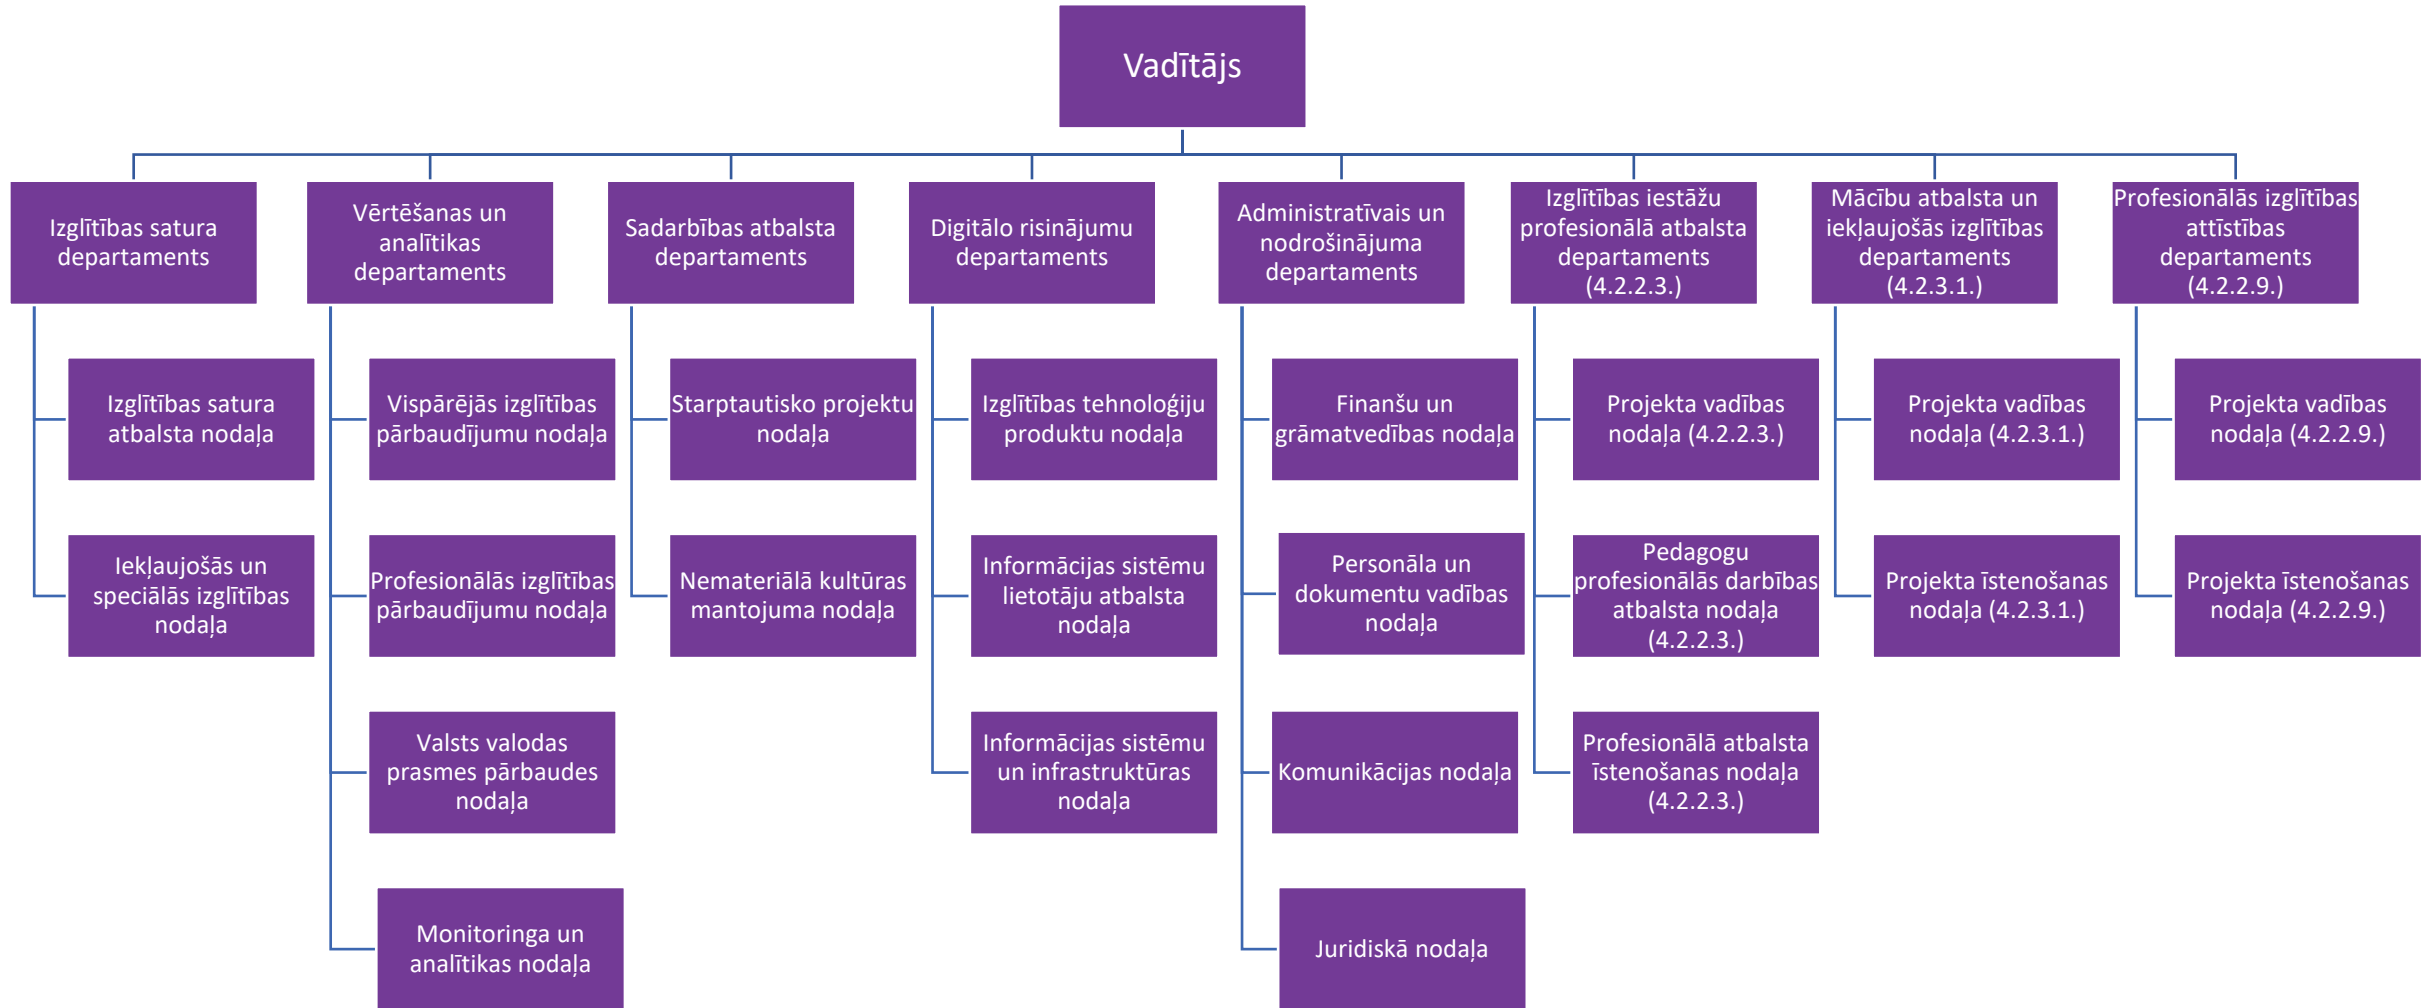 Vadītājs
Izglītības satura
departaments
Vērtēšanas un
analītikas
departaments
Sadarbības atbalsta
departaments
Digitālo risinājumu
departaments
Administratīvais un
nodrošinājuma
departaments
Izglītības iestāžu
profesionālā atbalsta
departaments
(4.2.2.3.)
Mācību atbalsta un
iekļaujošās izglītības
departaments
(4.2.3.1.)
Profesionālās izglītības
attīstības
departaments
(4.2.2.9.)
Izglītības satura
atbalsta nodaļa
Vispārējās izglītības
pārbaudījumu nodaļa
Starptautisko projektu
nodaļa
Izglītības tehnoloģiju
produktu nodaļa
Finanšu un
grāmatvedības nodaļa
Projekta vadības
nodaļa (4.2.2.3.)
Projekta vadības
nodaļa (4.2.3.1.)
Projekta vadības
nodaļa (4.2.2.9.)
Iekļaujošās un
speciālās izglītības
nodaļa
Profesionālās izglītības
pārbaudījumu nodaļa
Nemateriālā kultūras
mantojuma nodaļa
Informācijas sistēmu
lietotāju atbalsta
nodaļa
Personāla un
dokumentu vadības
nodaļa
Pedagogu
profesionālās darbības
atbalsta nodaļa
(4.2.2.3.)
Projekta īstenošanas
nodaļa (4.2.3.1.)
Projekta īstenošanas
nodaļa (4.2.2.9.)
Valsts valodas
prasmes pārbaudes
nodaļa
Informācijas sistēmu
un infrastruktūras
nodaļa
Komunikācijas nodaļa
Profesionālā atbalsta
īstenošanas nodaļa
(4.2.2.3.)
Monitoringa un
analītikas nodaļa
Juridiskā nodaļa